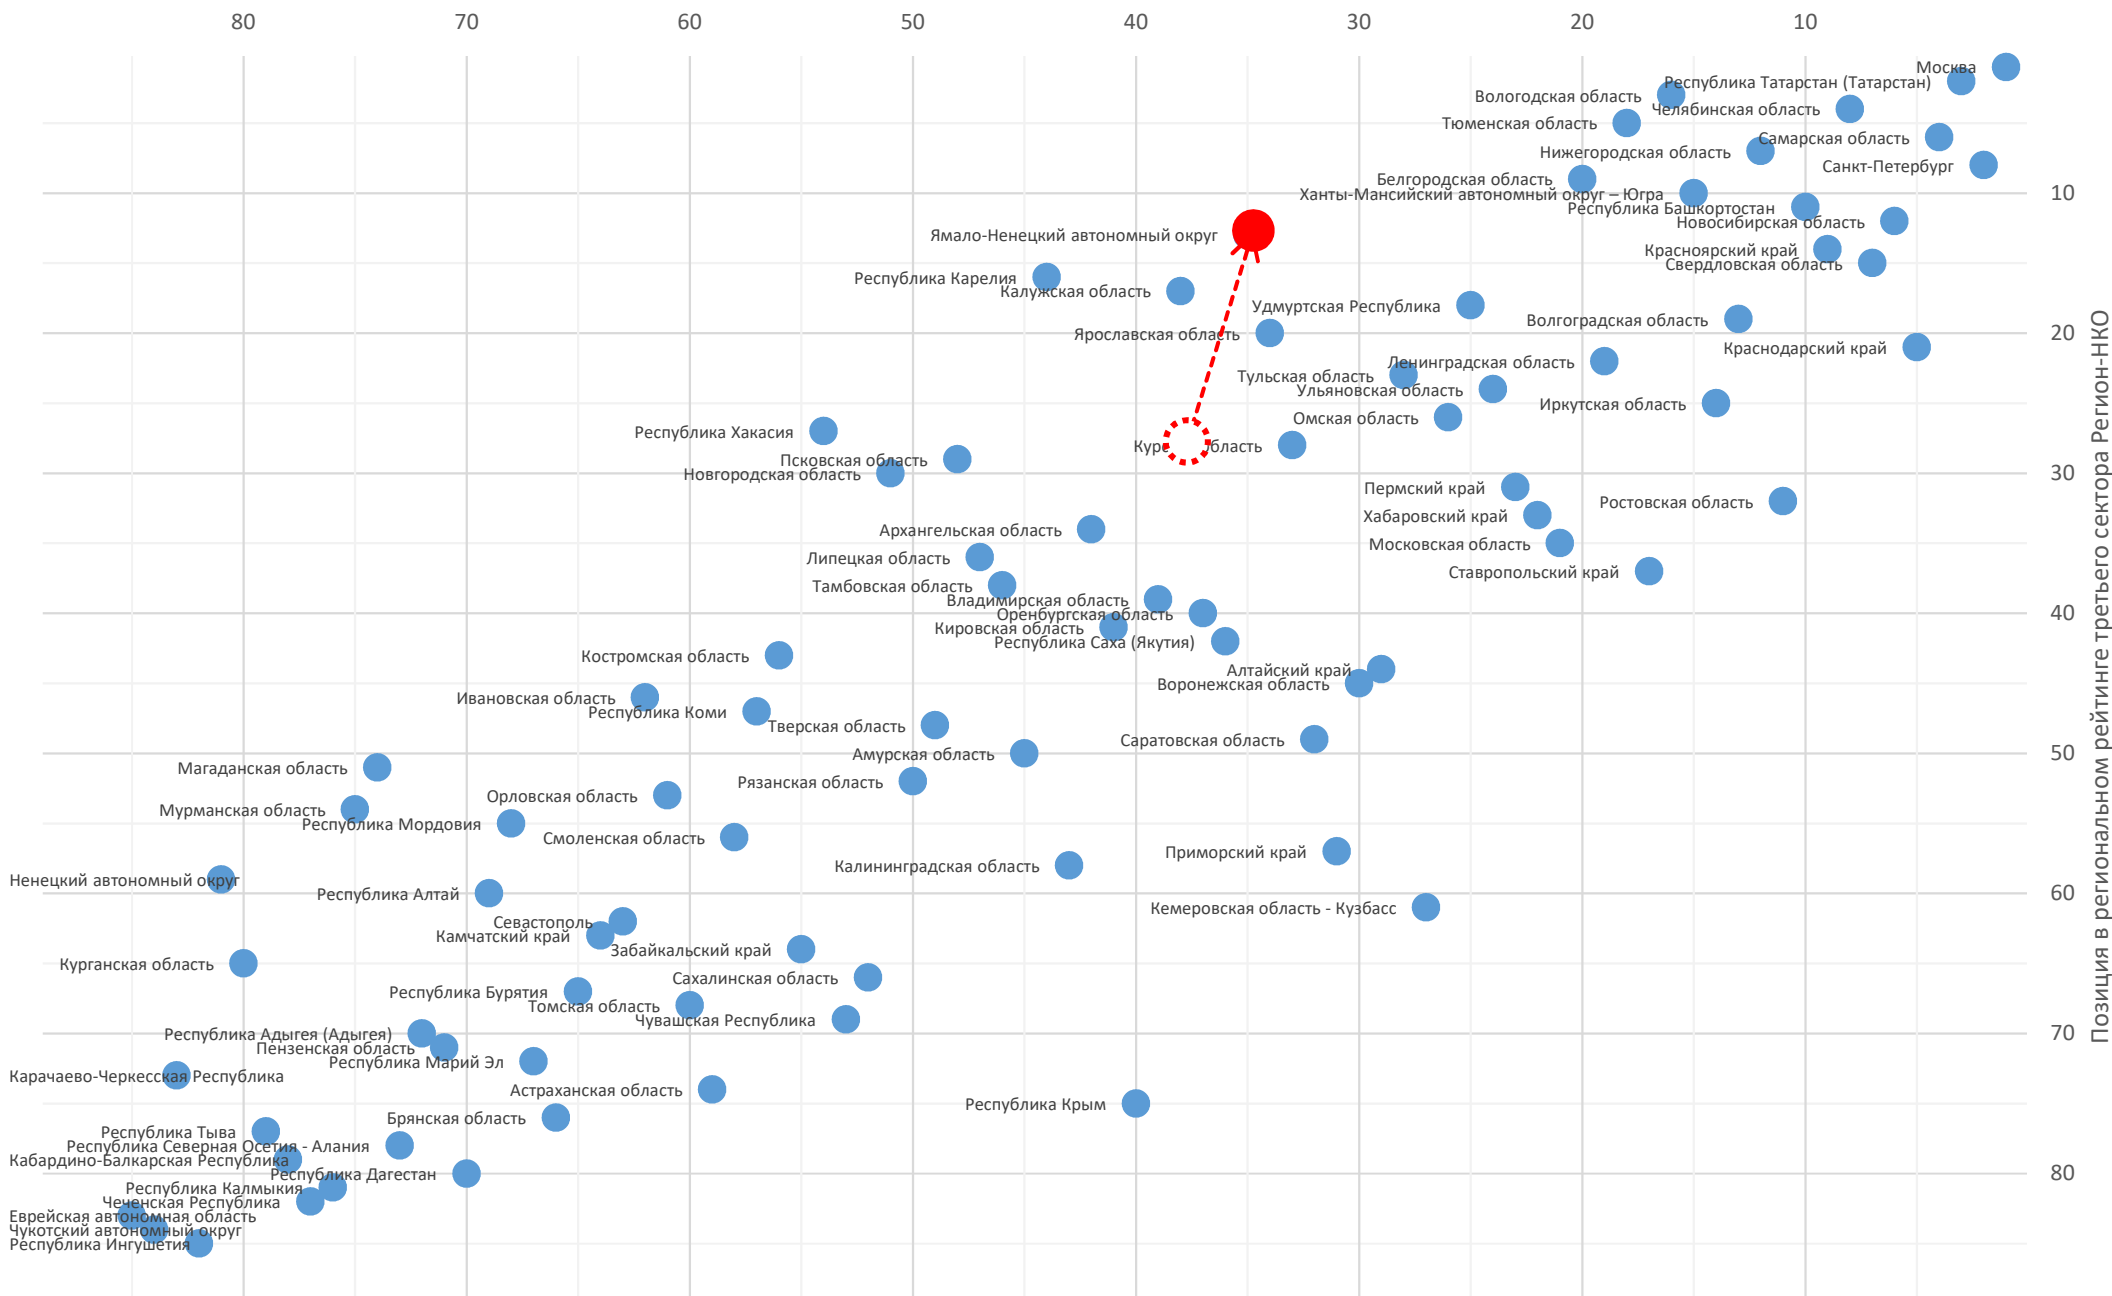 80 70 60 50 40 30 20 10
Москва
Республика Татарстан (Татарстан)
Вологодская область
Челябинская область
Тюменская область
Самарская область
Нижегородская область
Санкт-Петербург
Белгородская область
10
Ханты-Мансийский автономный округ – Югра
Республика Башкортостан
Новосибирская область
Ямало-Ненецкий автономный округ
Красноярский край
Свердловская область
Республика Карелия
Калужская область
Удмуртская Республика
Волгоградская область
Ярославская область
20
Краснодарский край
Ленинградская область
Тульская область
Ульяновская область
Иркутская область
Омская область
Республика Хакасия
Курс бласть
Псковская область
Новгородская область
30
Пермский край
Ростовская область
Хабаровский край
Архангельская область
Московская область
Липецкая область
Ставропольский край
Тамбовская область
Владимирская область
Оренбургская область
40
Кировская область
Республика Саха (Якутия)
Костромская область
Алтайский край
Воронежская область
Ивановская область
Республика Коми
Тверская область
Саратовская область
Амурская область
50
Магаданская область
Рязанская область
Орловская область
Мурманская область
Республика Мордовия
Смоленская область
Приморский край
Калининградская область
Ненецкий автономный округ
Республика Алтай
60
Кемеровская область - Кузбасс
Севастополь
Камчатский край
Забайкальский край
Курганская область
Сахалинская область
Республика Бурятия
Томская область
Чувашская Республика
Республика Адыгея (Адыгея)
70
Пензенская область
Республика Марий Эл
Карачаево-Черкесская Республика
Астраханская область
Республика Крым
Брянская область
Республика Тыва
Республика Северная Осетия - Алания
Кабардино-Балкарская Республика
Республика Дагестан
80
Республика Калмыкия
Чеченская Республика
Еврейская автономная область
Чукотский автономный округ
Республика Ингушетия
Позиция в региональном рейтинге третьего сектора Регион-НКО